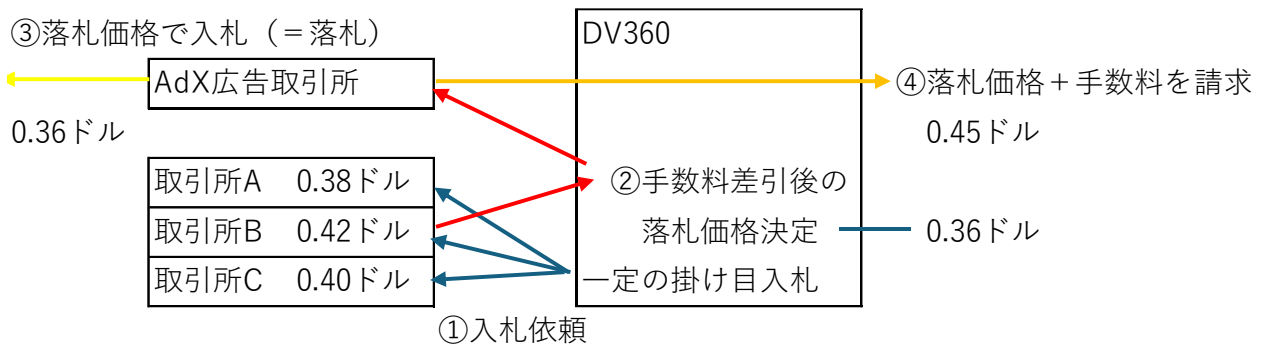 ③落札価格で入札（＝落札）
DV360
AdX広告取引所
④落札価格＋手数料を請求
0.36ドル
0.45ドル
取引所A 0.38ドル
②手数料差引後の
取引所B 0.42ドル
落札価格決定
0.36ドル
取引所C 0.40ドル
一定の掛け目入札
①入札依頼